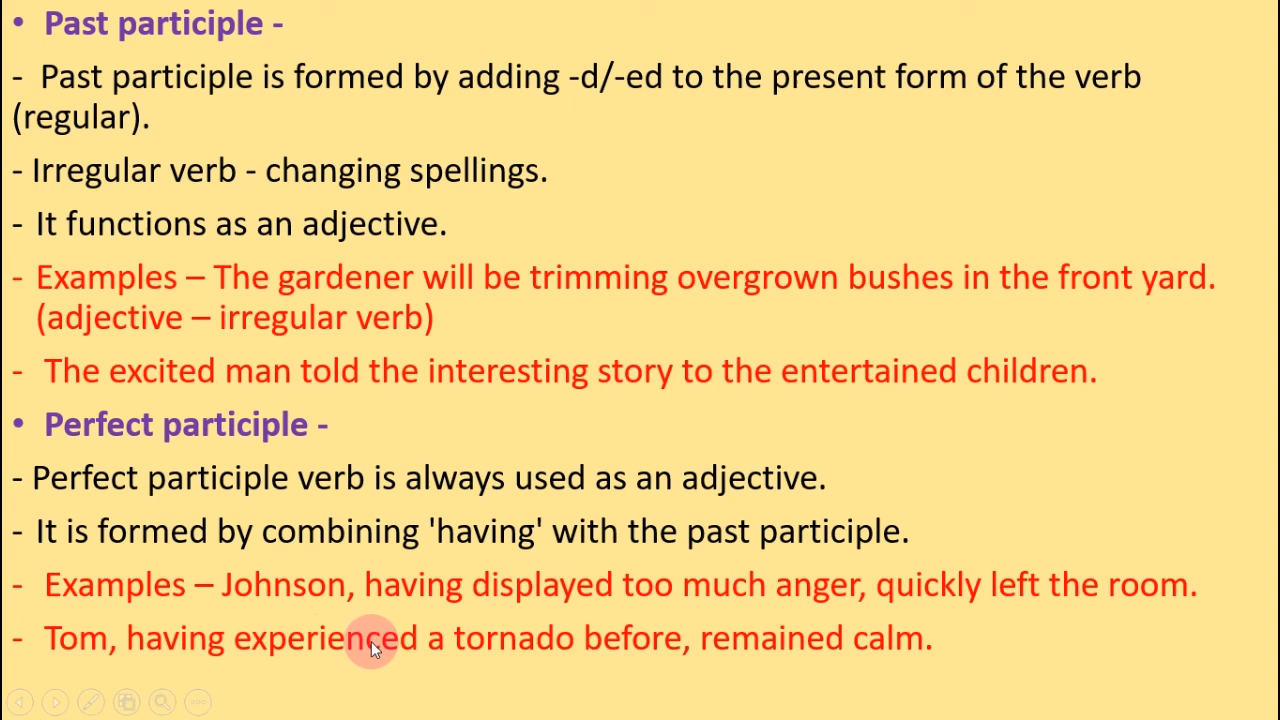 • Past participle -
- Past participle is formed by adding -d/-ed to the present form of the verb
(regular).
- Irregular verb - changing spellings.
- It functions as an adjective.
- Examples – The gardener will be trimming overgrown bushes in the front yard.
(adjective – irregular verb)
- The excited man told the interesting story to the entertained children.
• Perfect participle -
- Perfect participle verb is always used as an adjective.
- It is formed by combining 'having' with the past participle.
- Examples – Johnson, having displayed too much anger, quickly left the room.
- Tom, having experienced a tornado before, remained calm.